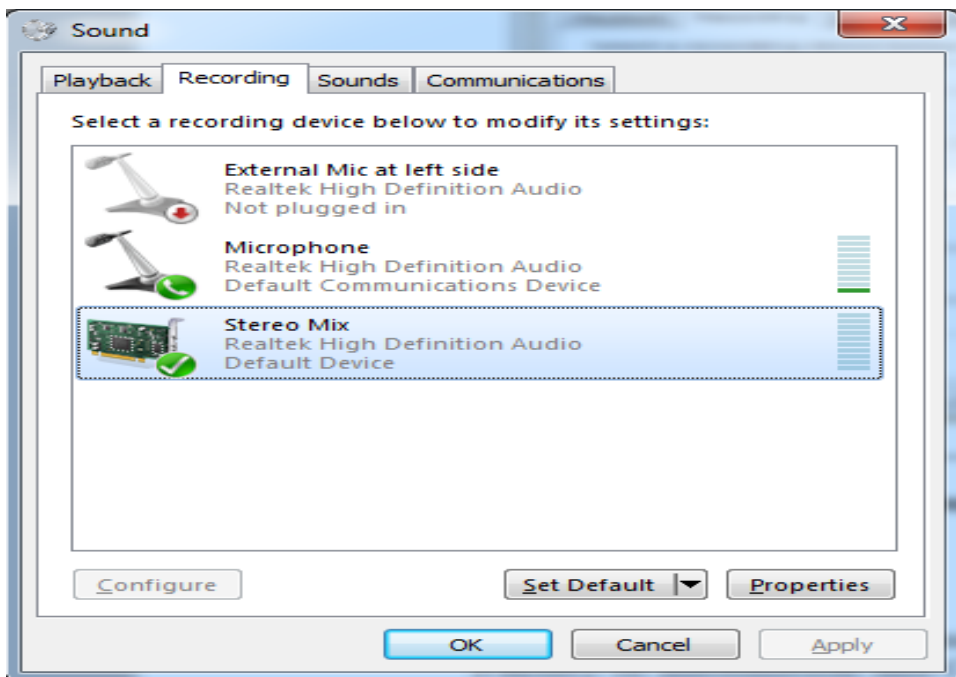 Sound
Playback Recording Sounds Communications
Select a recording device below to modify its settings:
External Mic at left side
Realtek High Definition Audio
Not plugged in
Microphone
Realtek High Definition Audio
Default Communications Device
Stereo Mix
Realtek High Definition Audio
Default Device
Configure Set Default Properties
OK Cancel Apply